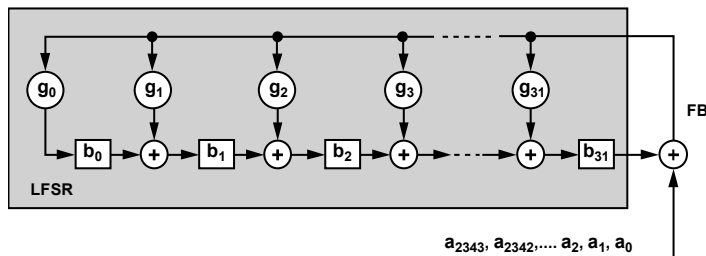 g0 g1 g2 g3 g31
FB
b0 + b1 + b2 + + b31 +
LFSR
a2343, a2342,.... a2, a1, a0